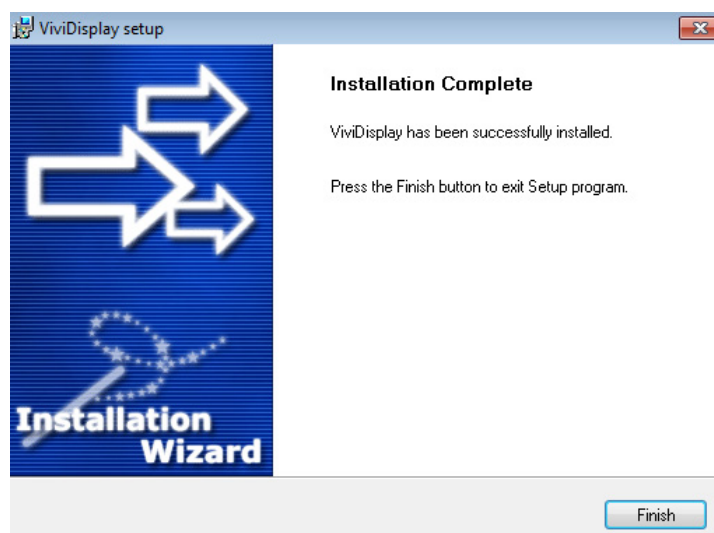 ViviDisplay setup
Installation Complete
ViviDisplay has been successfully installed.
Press the Finish button to exit Setup program.
Installation
Wizard
Finish